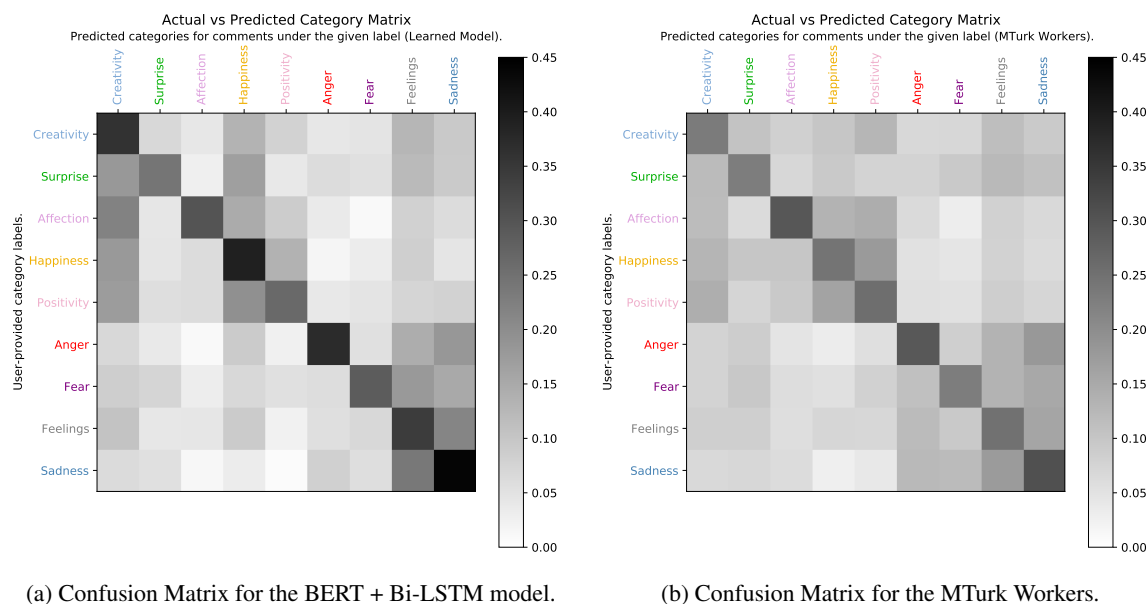 Actual vs Predicted Category Matrix
Predicted categories for comments under the given label (Learned Model).
Creativity
Surprise
Affection
Happiness
Positivity
Anger
Fear
Feelings
Sadness
User-provided category labels.
Creativity
Surprise
Affection
Happiness
Positivity
Anger
Fear
Feelings
Sadness
0.45
0.40
0.35
0.30
0.25
0.20
0.15
0.10
0.05
0.00
(a) Confusion Matrix for the BERT + Bi-LSTM model.
Actual vs Predicted Category Matrix
Predicted categories for comments under the given label (MTurk Workers).
Creativity
Surprise
Affection
Happiness
Positivity
Anger
Fear
Feelings
Sadness
User-provided category labels.
Creativity
Surprise
Affection
Happiness
Positivity
Anger
Fear
Feelings
Sadness
0.45
0.40
0.35
0.30
0.25
0.20
0.15
0.10
0.05
0.00
(b) Confusion Matrix for the MTurk Workers.